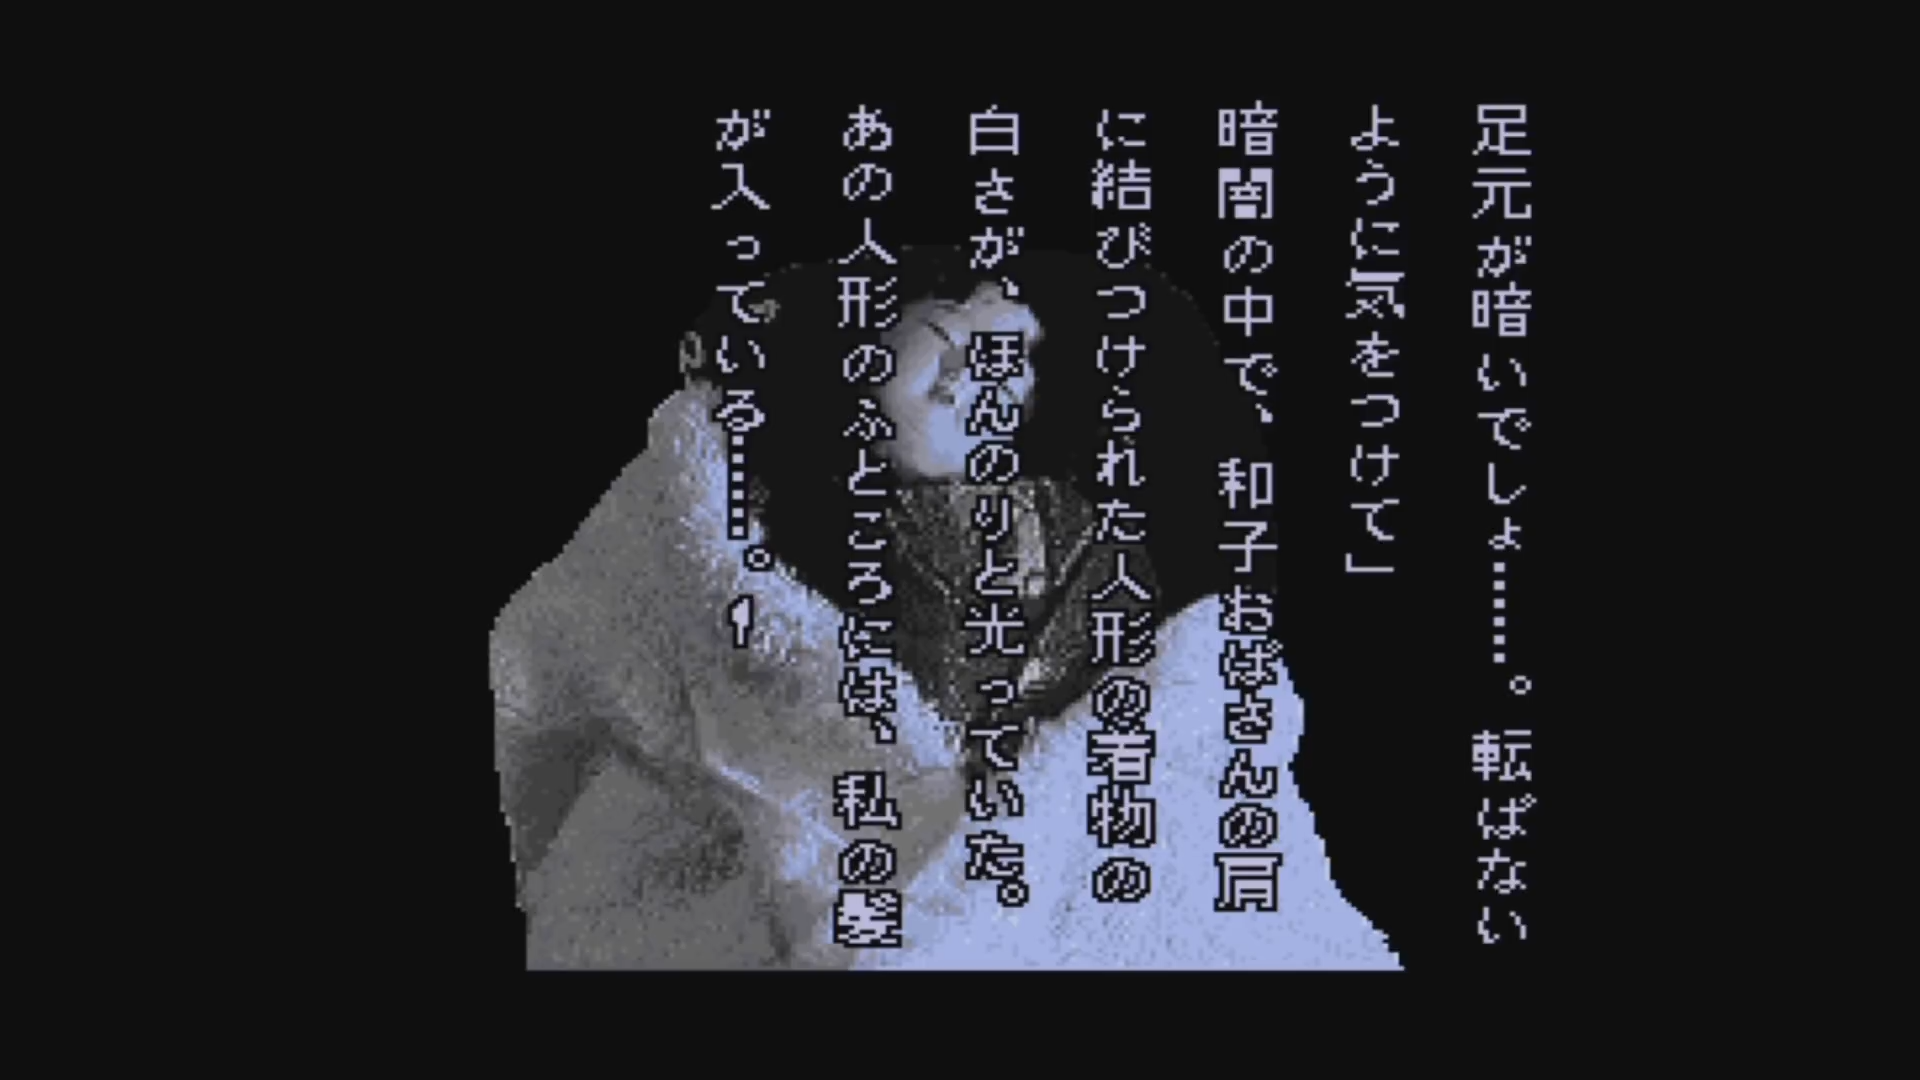 足元が暗いでしょ……。転ばない
ように気をつけて」
暗闇の中で、和子おばさんの肩
に結びつけられた人形の着物の
白さが、ほんのりと光っていた。
あの人形のふところには、私の髪
が入っている……。